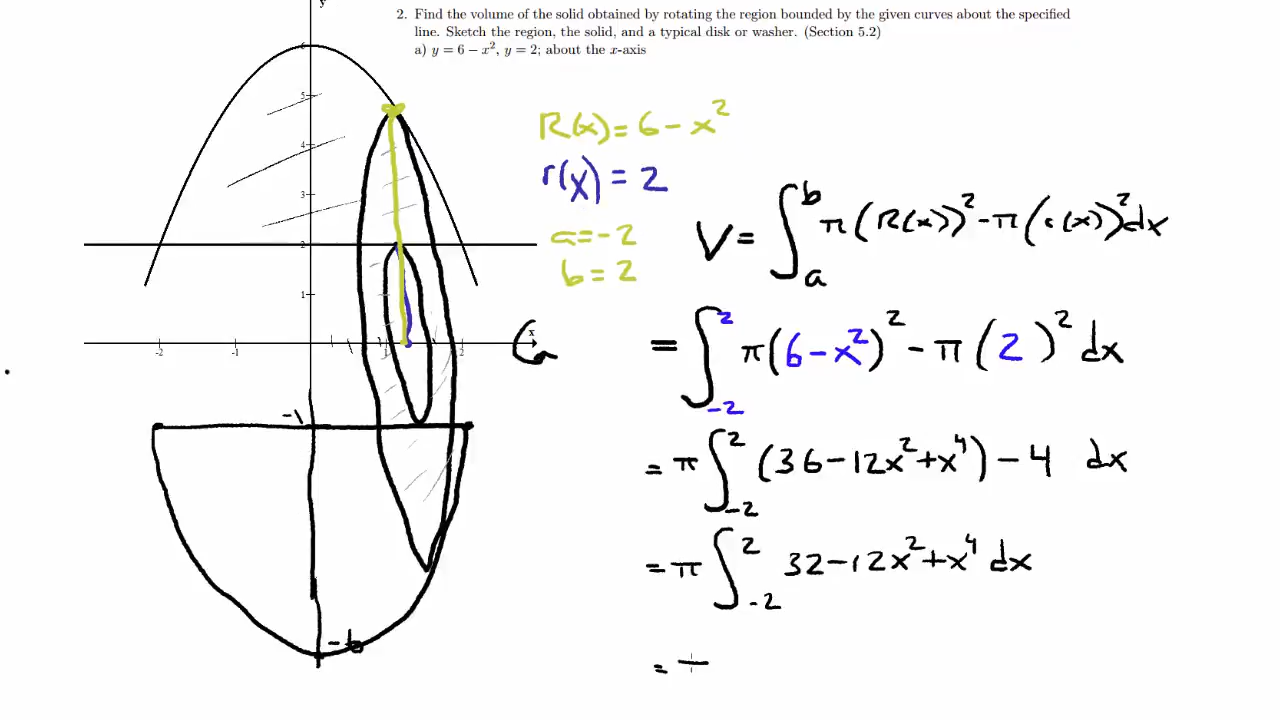 2. Find the volume of the solid obtained by rotating the region bounded by the given curves about the specified
line. Sketch the region, the solid, and a typical disk or washer. (Section 5.2)
a) y = 6 − x², y = 2; about the x-axis
y
5
4
3
2
1
-2 -1 1 2
x
-1
-6
R(x) = 6 - x²
r(x) = 2
a = -2
b = 2
V = ∫_a^b π(R(x))² - π(r(x))² dx
= ∫_-2^2 π(6-x²)² - π(2)² dx
= π ∫_-2^2 (36-12x²+x⁴) - 4 dx
= π ∫_-2^2 32-12x²+x⁴ dx
=